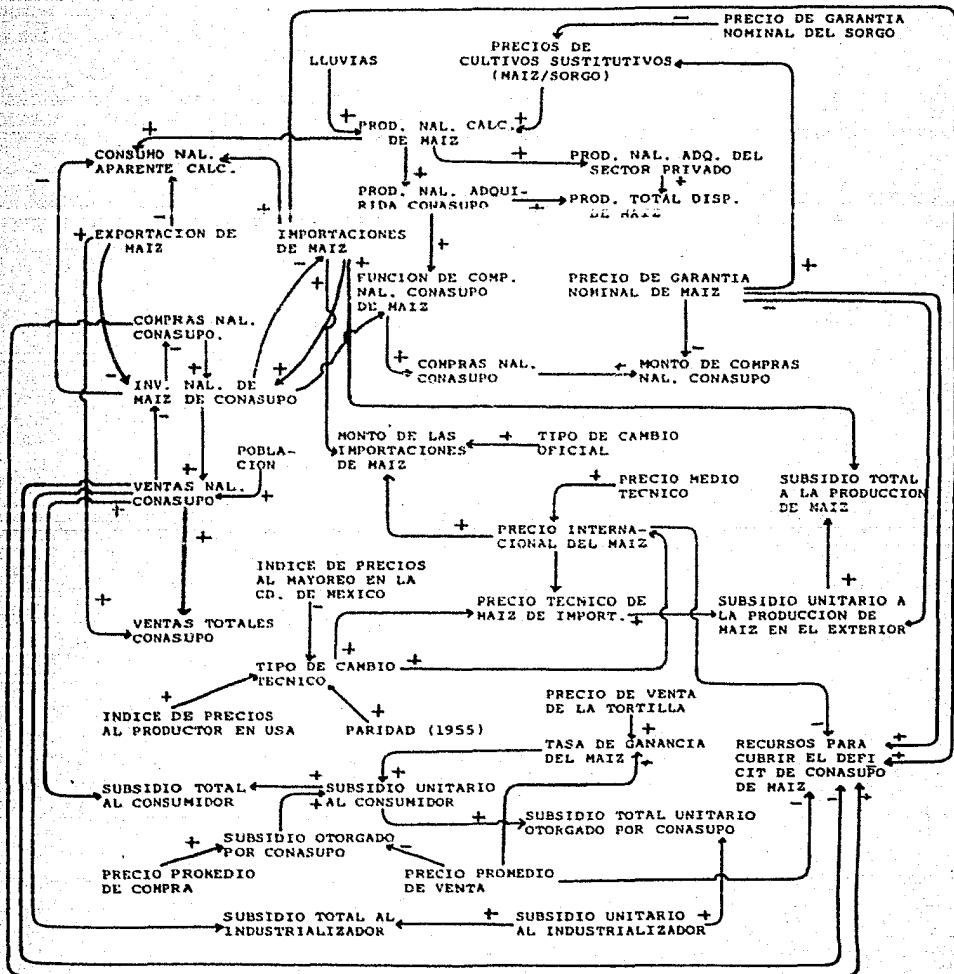 PRECIO DE GARANTIA
NOMINAL DEL SORGO
PRECIOS DE
CULTIVOS SUSTITUTIVOS
(MAIZ/SORGO)
LLUVIAS
PROD. NAL. CALC.
DE MAIZ
CONSUMO NAL.
APARENTE CALC.
PROD. NAL. ADQ. DEL
SECTOR PRIVADO
PROD. NAL. ADQUI-
RIDA CONASUPO
PROD. TOTAL DISP.
DE MAIZ
EXPORTACION DE
MAIZ
IMPORTACIONES
DE MAIZ
FUNCION DE COMP.
NAL. CONASUPO
DE MAIZ
PRECIO DE GARANTIA
NOMINAL DE MAIZ
COMPRAS NAL.
CONASUPO.
COMPRAS NAL.
CONASUPO
MONTO DE COMPRAS
NAL. CONASUPO
INV. NAL. DE
MAIZ DE CONASUPO
POBLA-
CION
MONTO DE LAS
IMPORTACIONES
DE MAIZ
TIPO DE CAMBIO
OFICIAL
VENTAS NAL.
CONASUPO
PRECIO MEDIO
TECNICO
SUBSIDIO TOTAL
A LA PRODUCCION
DE MAIZ
PRECIO INTERNA-
CIONAL DEL MAIZ
INDICE DE PRECIOS
AL MAYOREO EN LA
CD. DE MEXICO
PRECIO TECNICO DE
MAIZ DE IMPORT.
SUBSIDIO UNITARIO A
LA PRODUCCION DE
MAIZ EN EL EXTERIOR
VENTAS TOTALES
CONASUPO
TIPO DE CAMBIO
TECNICO
INDICE DE PRECIOS
AL PRODUCTOR EN USA
PARIDAD (1955)
PRECIO DE VENTA
DE LA TORTILLA
TASA DE GANANCIA
DEL MAIZ
RECURSOS PARA
CUBRIR EL DEFI
CIT DE CONASUPO
DE MAIZ
SUBSIDIO TOTAL
AL CONSUMIDOR
SUBSIDIO UNITARIO
AL CONSUMIDOR
SUBSIDIO TOTAL UNITARIO
OTORGADO POR CONASUPO
SUBSIDIO OTORGADO
POR CONASUPO
PRECIO PROMEDIO
DE COMPRA
PRECIO PROMEDIO
DE VENTA
SUBSIDIO TOTAL AL
INDUSTRIALIZADOR
SUBSIDIO UNITARIO
AL INDUSTRIALIZADOR